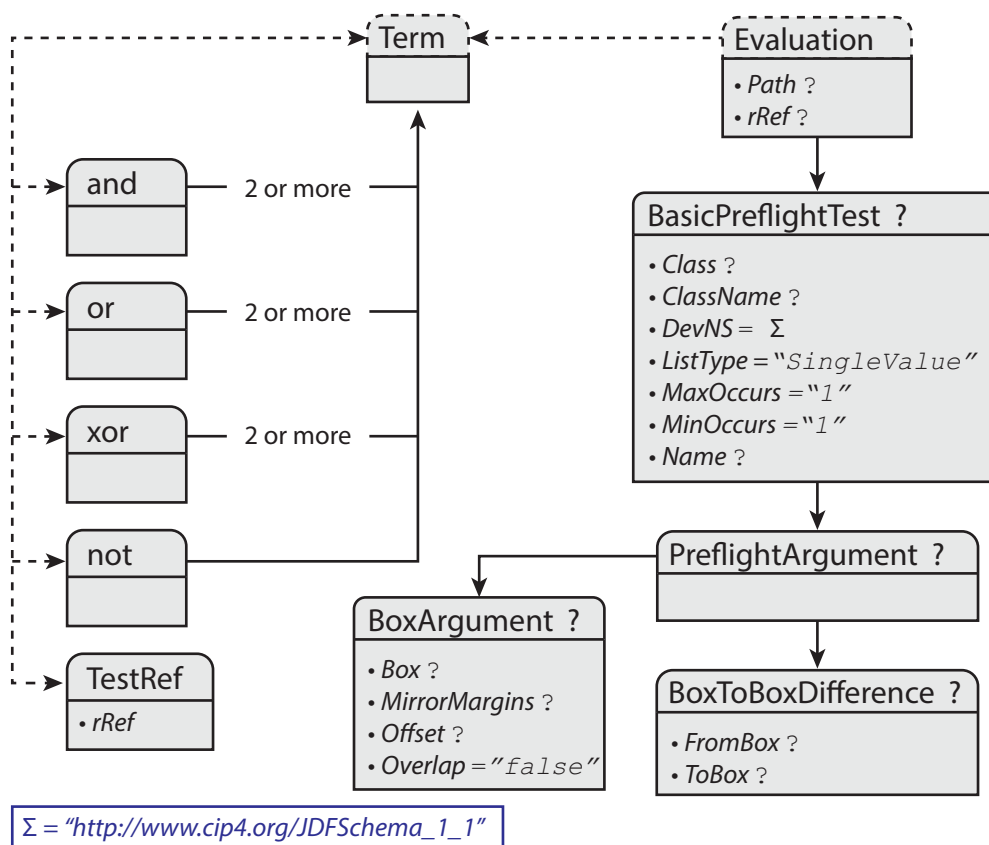 Term
Evaluation
• Path ?
• rRef ?
and
2 or more
or
2 or more
xor
2 or more
not
TestRef
• rRef
BasicPreflightTest ?
• Class ?
• ClassName ?
• DevNS = Σ
• ListType = “SingleValue”
• MaxOccurs = “1”
• MinOccurs = “1”
• Name ?
PreflightArgument ?
BoxArgument ?
• Box ?
• MirrorMargins ?
• Offset ?
• Overlap = ”false”
BoxToBoxDifference ?
• FromBox ?
• ToBox ?
Σ = “http://www.cip4.org/JDFSchema_1_1”